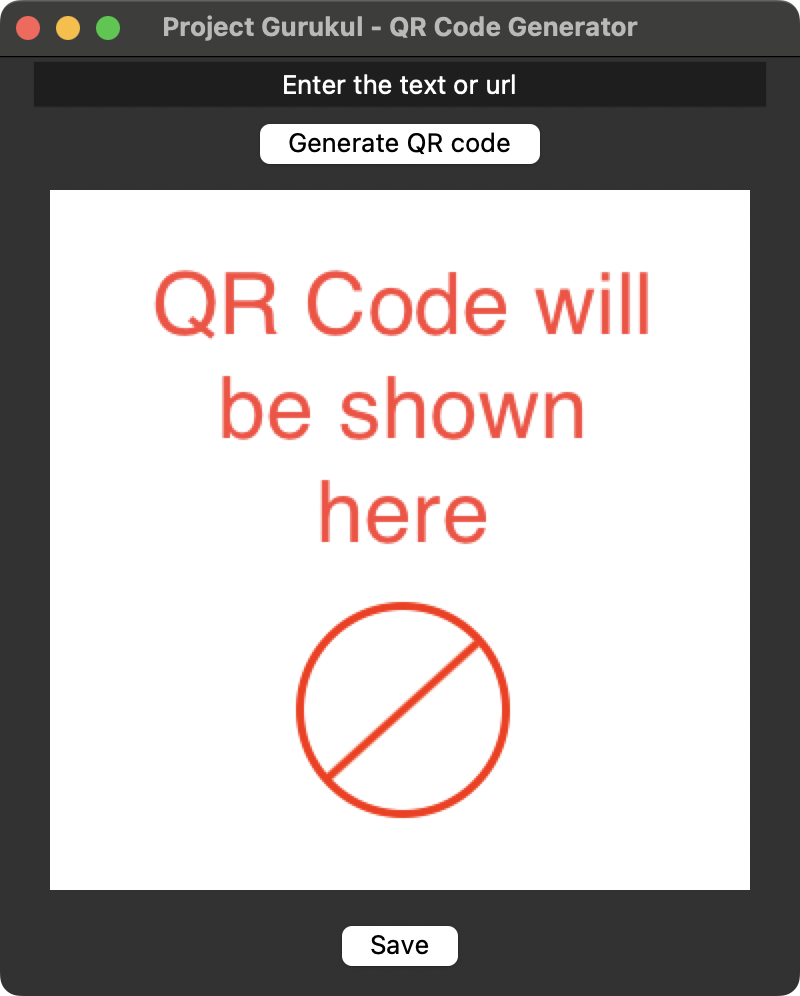 Project Gurukul - QR Code Generator
Enter the text or url
Generate QR code
QR Code will
be shown
here
Save